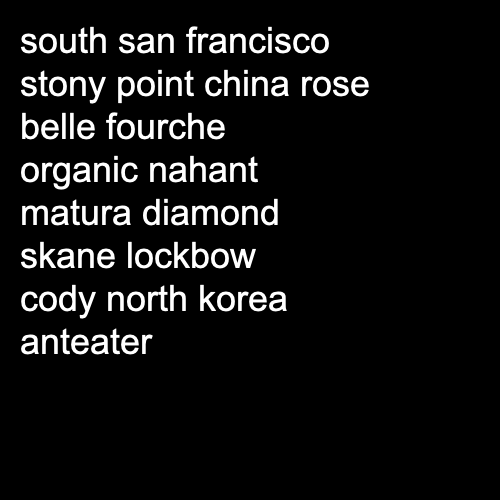 south san francisco
stony point china rose
belle fourche
organic nahant
matura diamond
skane lockbow
cody north korea
anteater